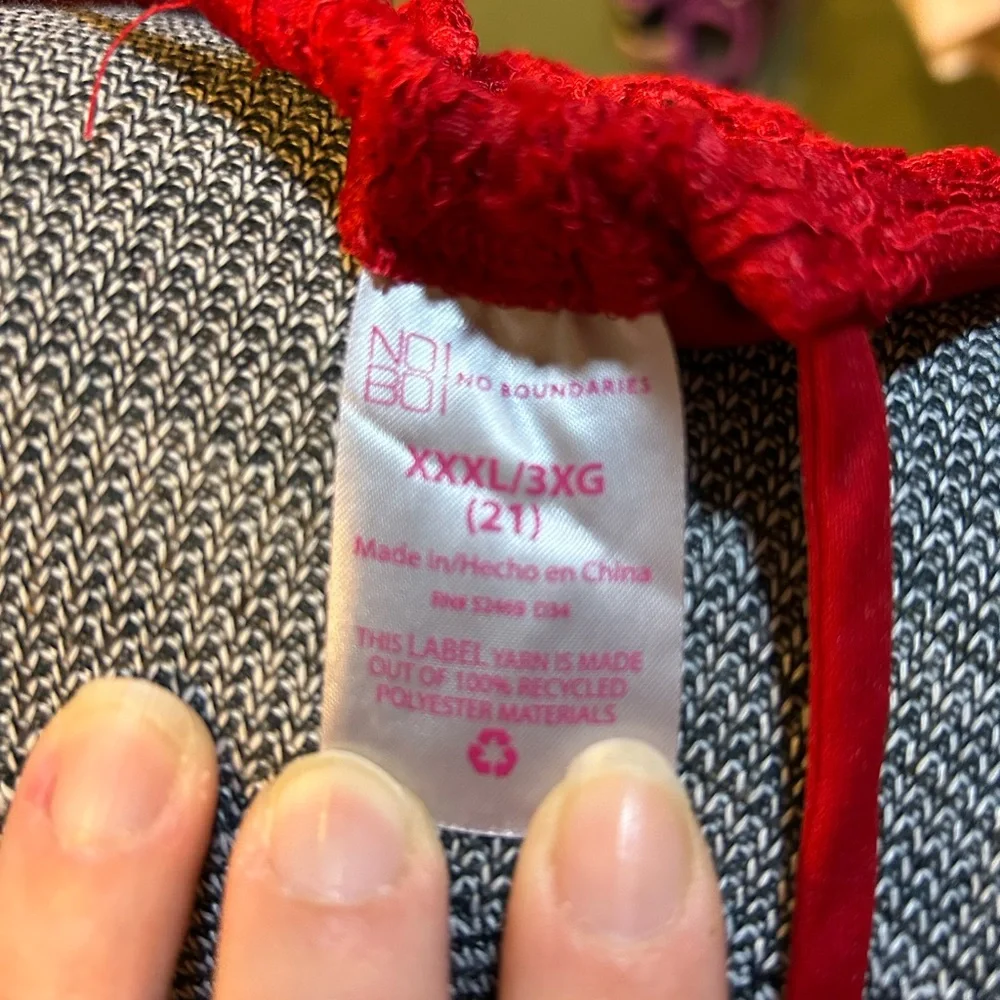 NO
BO
NO BOUNDARIES
XXXL/3XG
(21)
Made in/Hecho en China
RN# 52469 034
THIS LABEL YARN IS MADE
OUT OF 100% RECYCLED
POLYESTER MATERIALS